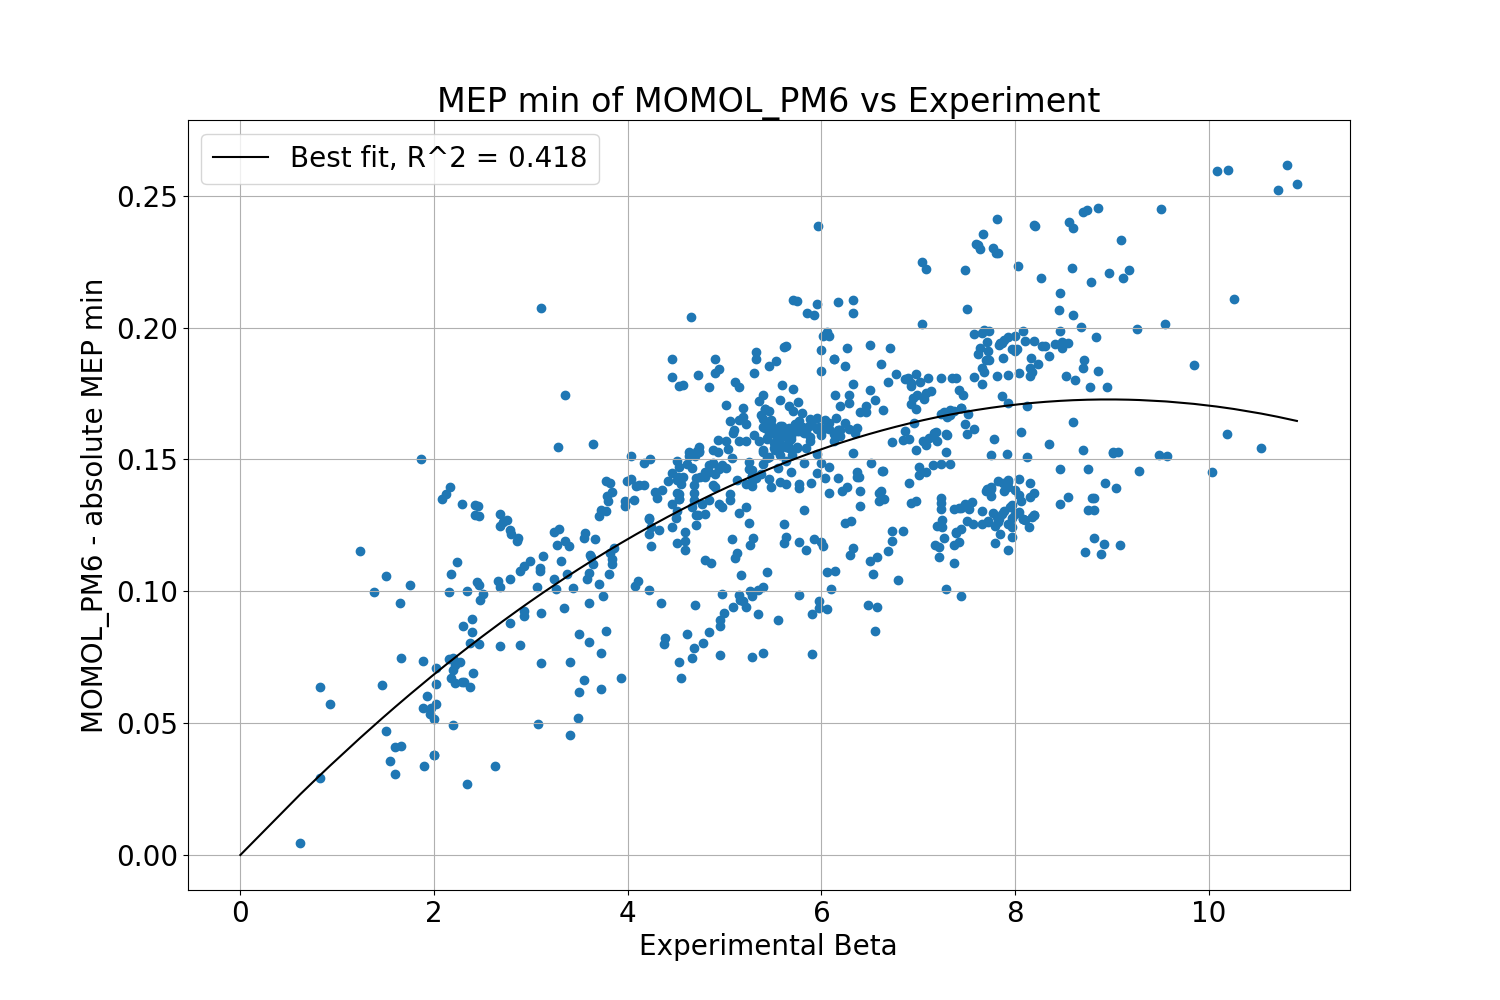 MEP min of MOMOL_PM6 vs Experiment
Best fit, R^2 = 0.418
MOMOL_PM6 - absolute MEP min
0.25
0.20
0.15
0.10
0.05
0.00
0 2 4 6 8 10
Experimental Beta